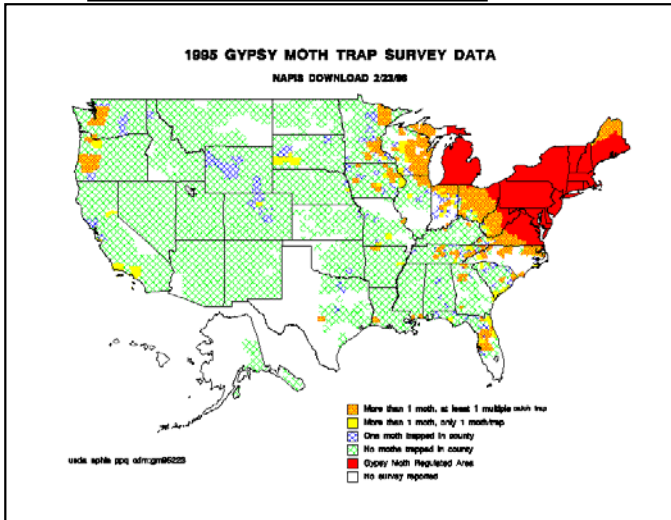 1995 GYPSY MOTH TRAP SURVEY DATA
NAPIS DOWNLOAD 2/23/96
More than 1 moth, at least 1 multiple catch trap
More than 1 moth, only 1 moth/trap
One moth trapped in county
No moths trapped in county
Gypsy Moth Regulated Area
No survey reported
usda aphis ppq